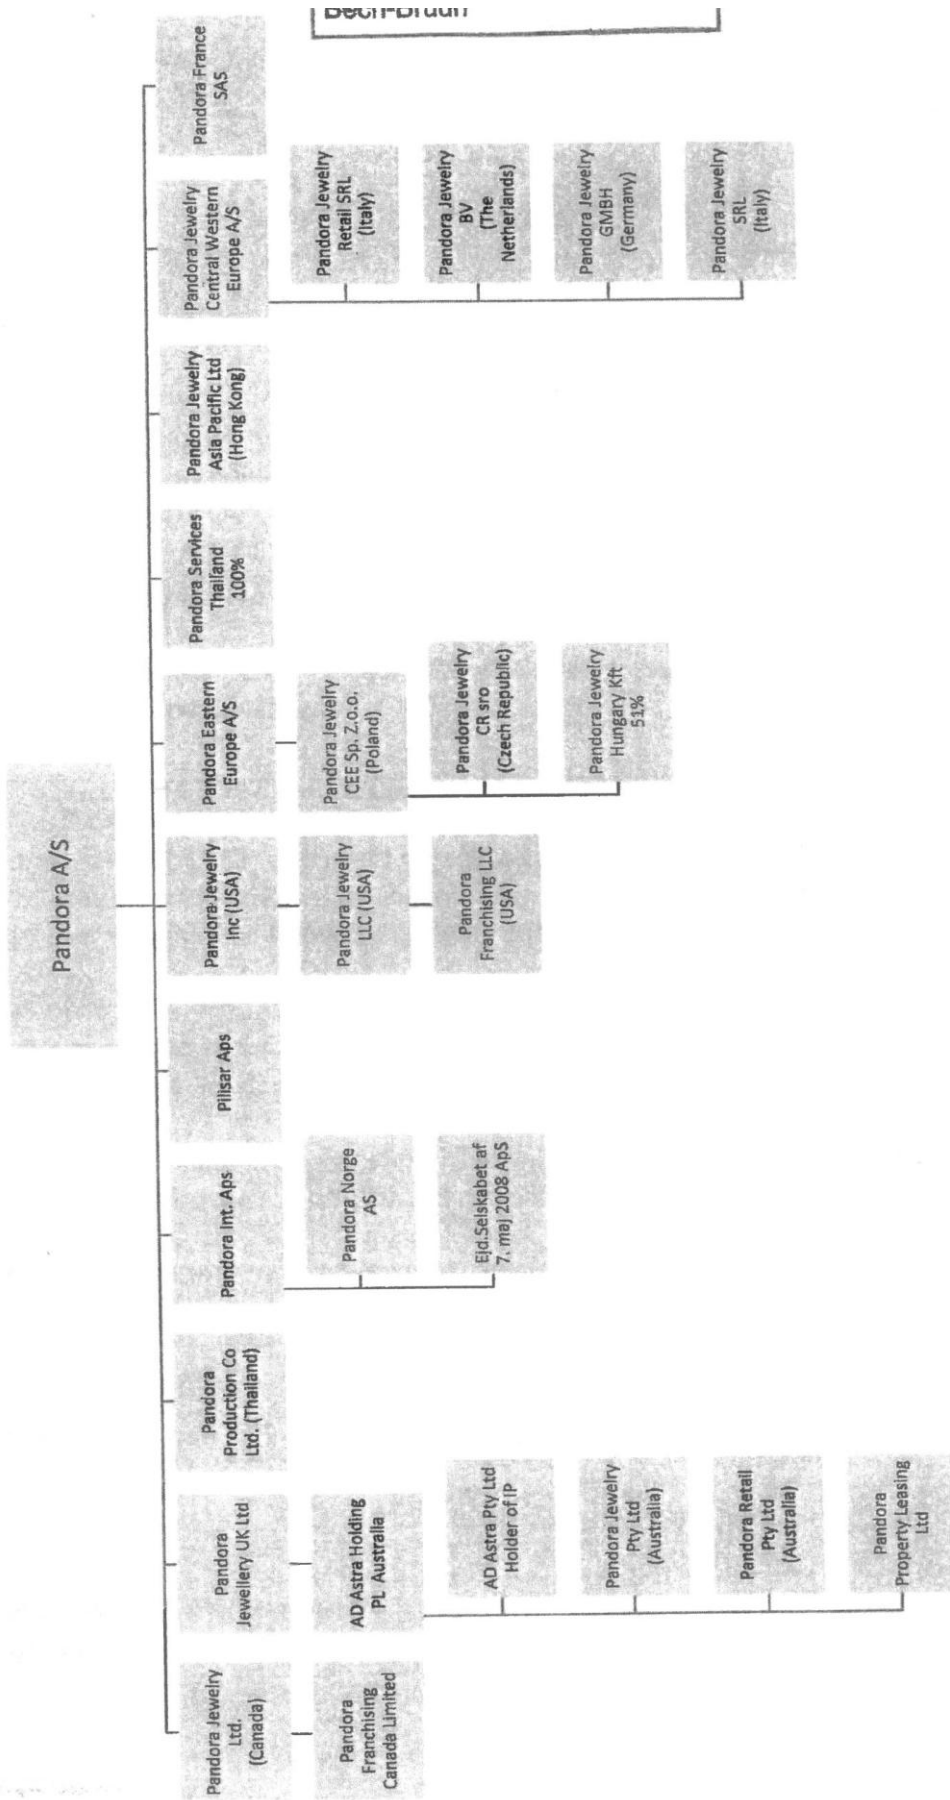 Pandora A/S
Pandora Jewelry
Ltd.
(Canada)
Pandora
Franchising
Canada Limited
Pandora
Jewellery UK Ltd
AD Astra Holding
PL Australia
AD Astra Pty Ltd
Holder of IP
Pandora Jewelry
Pty Ltd
(Australia)
Pandora Retail
Pty Ltd
(Australia)
Pandora
Property Leasing
Ltd
Pandora
Production Co
Ltd. (Thailand)
Pandora Int. Aps
Pandora Norge
AS
Ejd.Selskabet af
7. maj 2008 ApS
Pilisar Aps
Pandora Jewelry
Inc (USA)
Pandora Jewelry
LLC (USA)
Pandora
Franchising LLC
(USA)
Pandora Eastern
Europe A/S
Pandora Jewelry
CEE Sp. Z.o.o.
(Poland)
Pandora Jewelry
CR sro
(Czech Republic)
Pandora Jewelry
Hungary Kft
51%
Pandora Services
Thailand
100%
Pandora Jewelry
Asia Pacific Ltd
(Hong Kong)
Pandora Jewelry
Central Western
Europe A/S
Pandora Jewelry
Retail SRL
(Italy)
Pandora Jewelry
BV
(The
Netherlands)
Pandora Jewelry
GMBH
(Germany)
Pandora Jewelry
SRL
(Italy)
Pandora France
SAS
Bech-Bruun